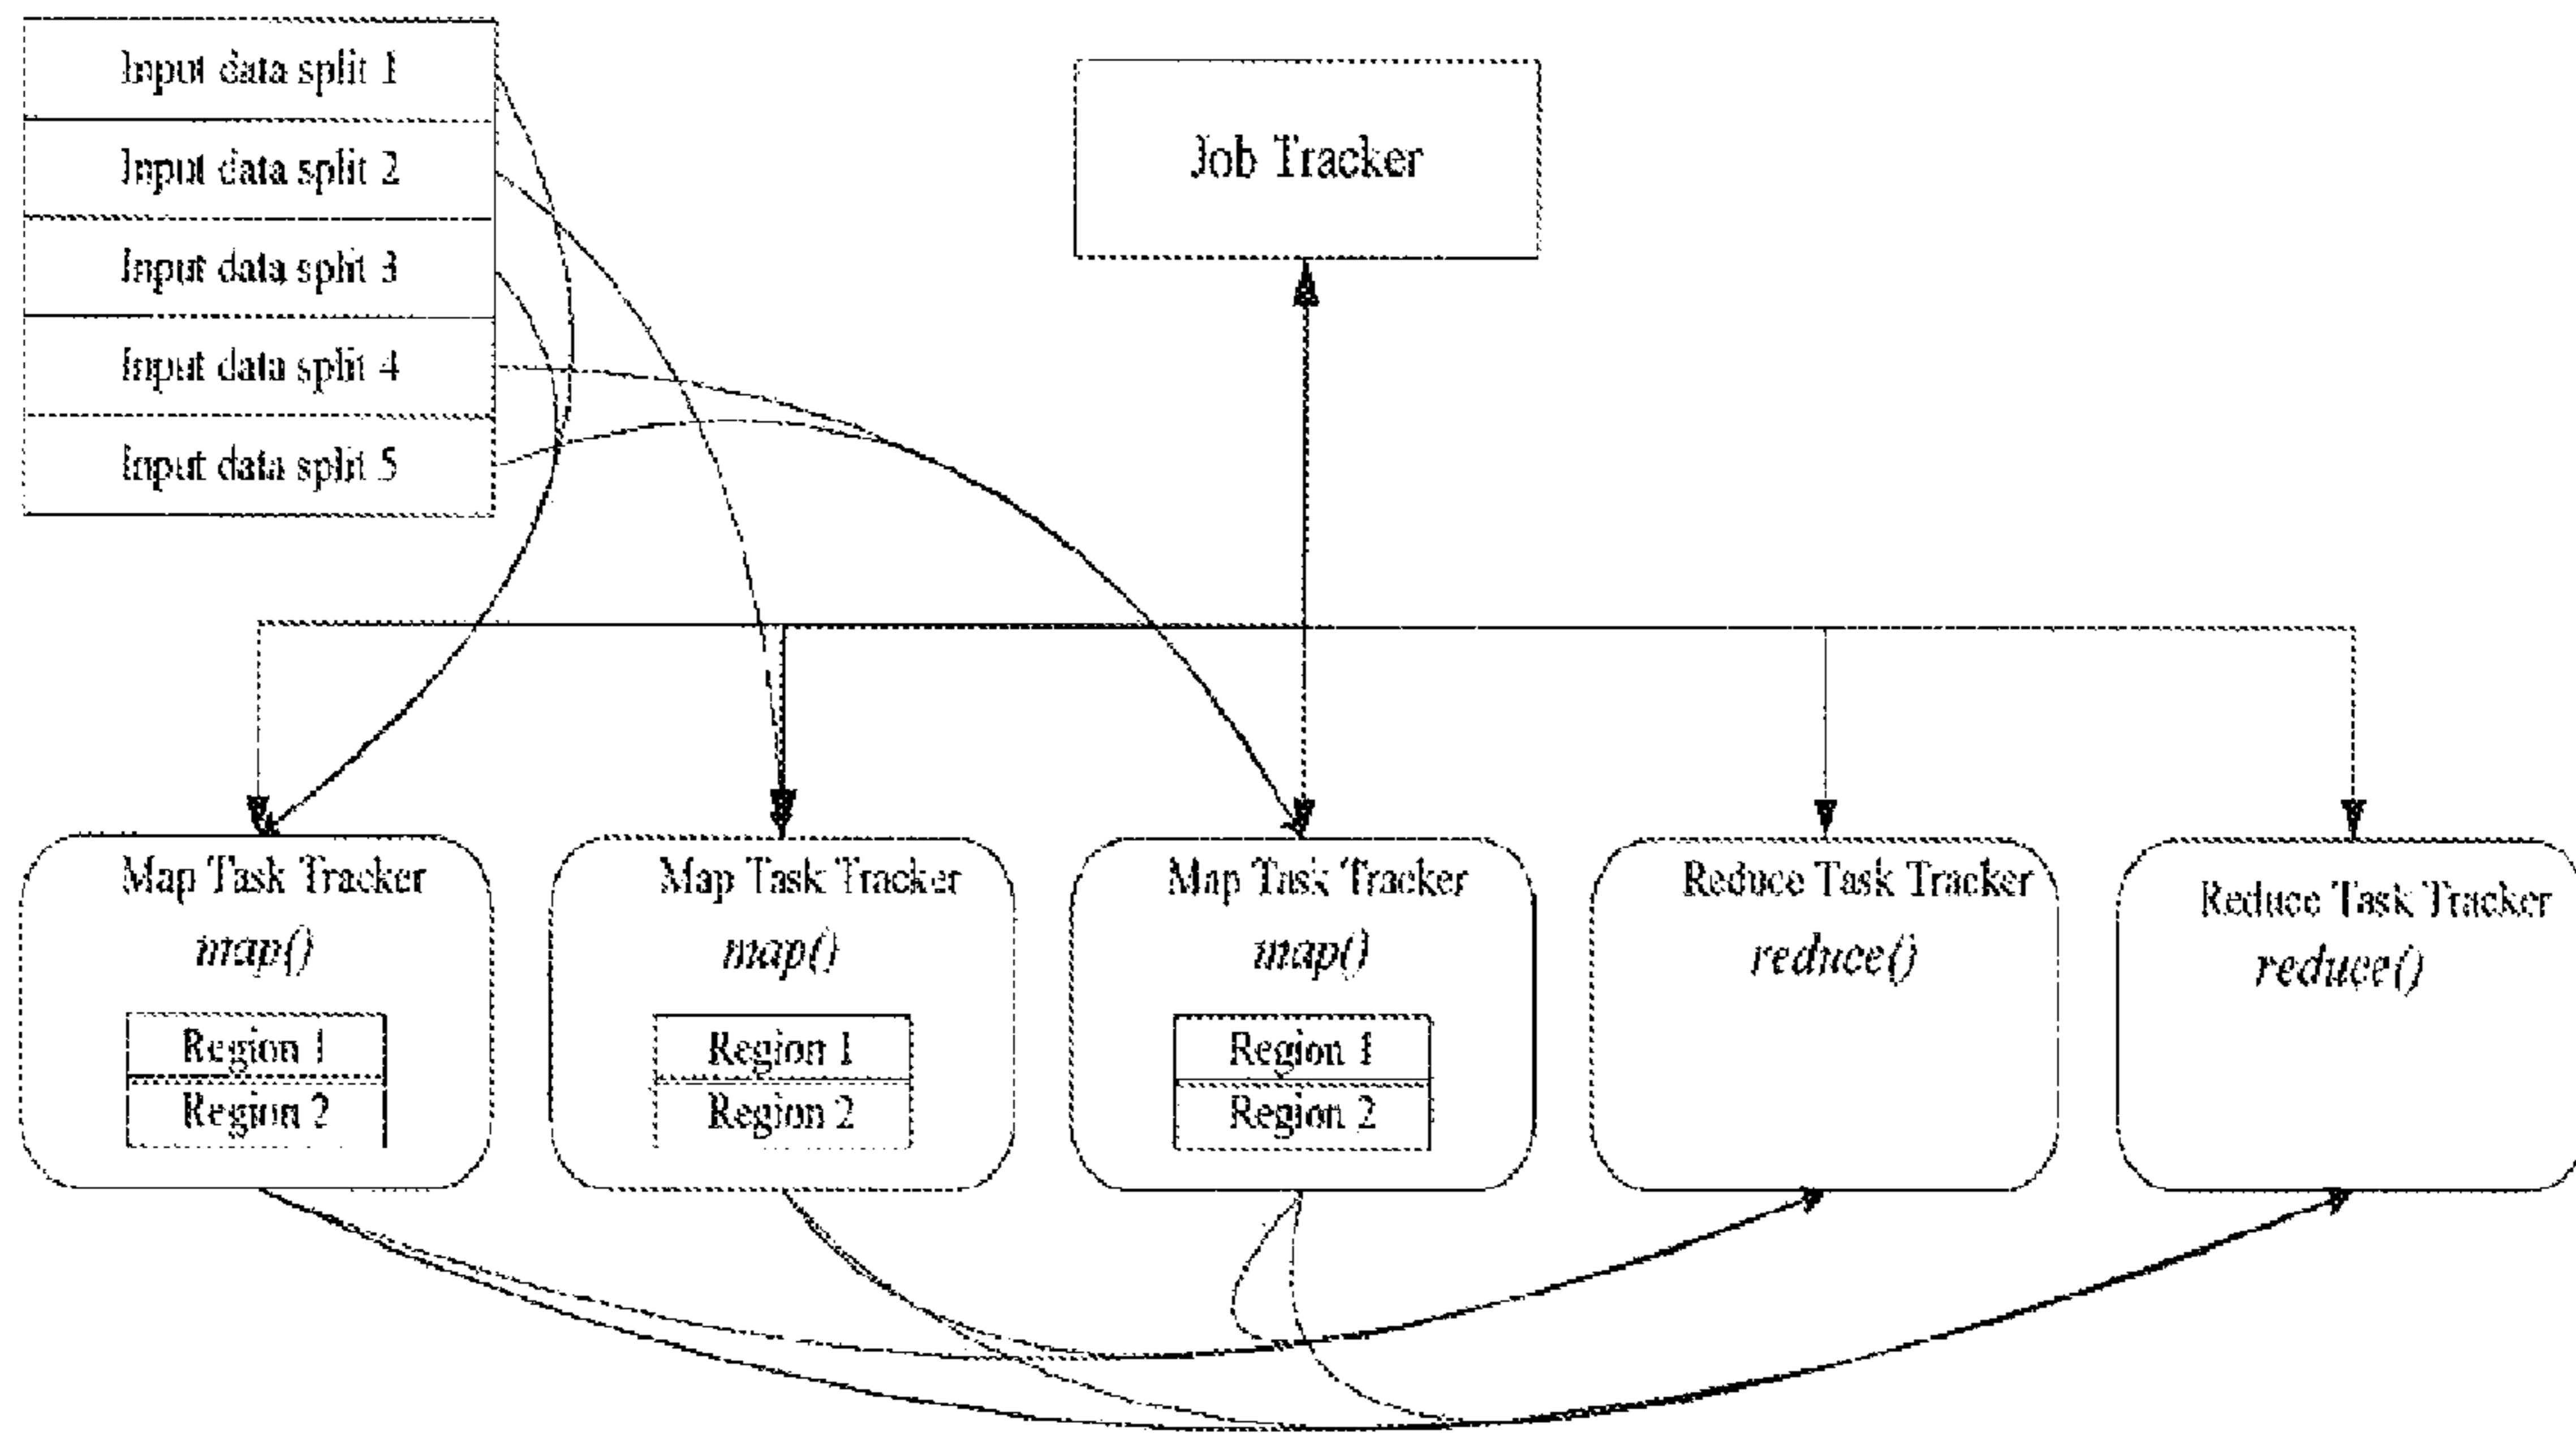 Input data split 1
Input data split 2
Input data split 3
Input data split 4
Input data split 5
Job Tracker
Map Task Tracker
map()
Region 1
Region 2
Map Task Tracker
map()
Region 1
Region 2
Map Task Tracker
map()
Region 1
Region 2
Reduce Task Tracker
reduce()
Reduce Task Tracker
reduce()